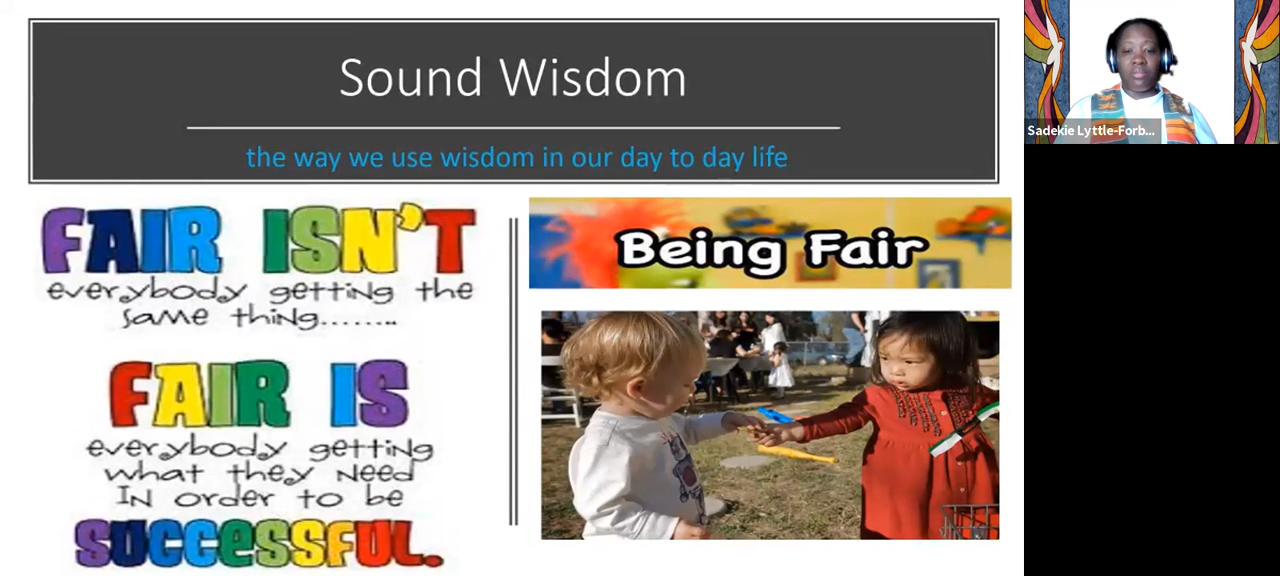 Sound Wisdom
the way we use wisdom in our day to day life
FAIR ISN'T
everybody getting the
same thing........
FAIR IS
everybody getting
what they need
IN order to be
SUCCESSFUL.
Being Fair
Sadekie Lyttle-Forb...